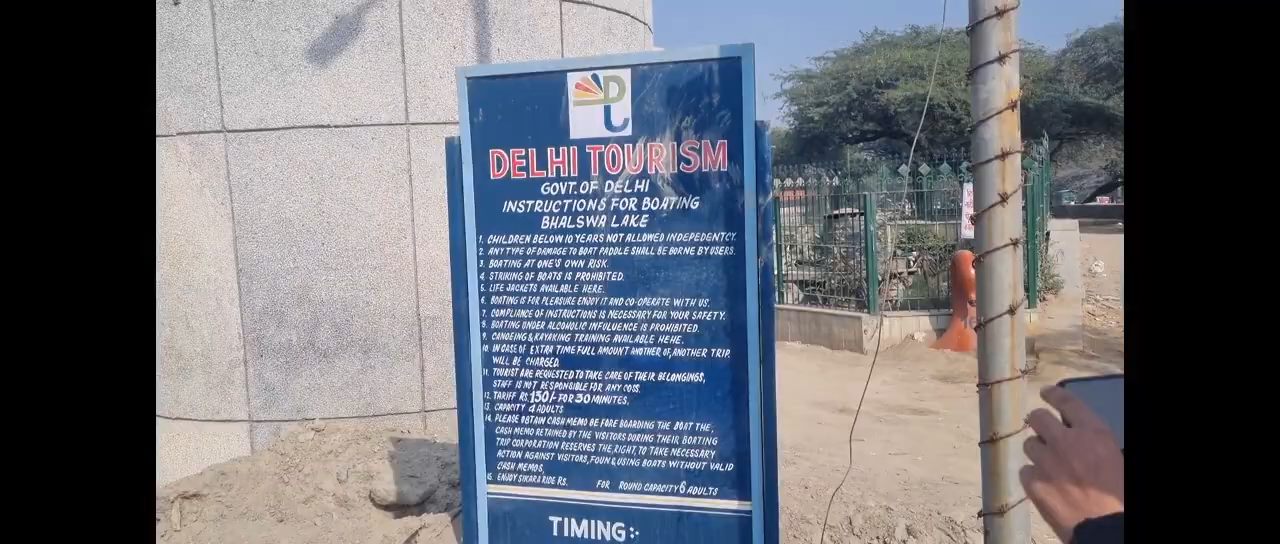 DELHI TOURISM
GOVT. OF DELHI
INSTRUCTIONS FOR BOATING
BHALSWA LAKE
1. CHILDREN BELOW 10 YEARS NOT ALLOWED INDEPEDENTCY.
2. ANY TYPE OF DAMAGE TO BOAT PADDLE SHALL BE BORNE BY USERS.
3. BOATING AT ONE'S OWN RISK.
4. STRIKING OF BOATS IS PROHIBITED.
5. LIFE JACKETS AVAILABLE HERE.
6. BOATING IS FOR PLEASURE ENJOY IT AND CO-OPERATE WITH US.
7. COMPLIANCE OF INSTRUCTIONS IS NECESSARY FOR YOUR SAFETY.
8. BOATING UNDER ALCOHOLIC INFULUENCE IS PROHIBITED.
9. CANOEING & KAYAKING TRAINING AVAILABLE HEHE.
10. IN CASE OF EXTRA TIME FULL AMOUNT ANOTHER OF, ANOTHER TRIP.
WILL BE CHARGED.
11. TOURIST ARE REQUESTED TO TAKE CARE OF THEIR BELONGINGS,
STAFF IS NOT RESPONSIBLE FOR ANY COSS.
12. TARIFF RS. 130/- FOR 30 MINUTES.
13. CAPACITY 4 ADULTS
14. PLEASE OBTAIN CASH MEMO BE FORE BOARDING THE BOAT THE,
CASH MEMO RETAINED BY THE VISITORS DURING THEIR BOATING
TRIP CORPORATION RESERVES THE, RIGHT, TO TAKE NECESSARY
ACTION AGAINST VISITORS, FOUN &, USING BOATS WITHOUT VALID
CASH MEMOS,
15. ENJOY SIKARA RIDE RS. FOR ROUND CAPACITY 6 ADULTS
TIMING:-